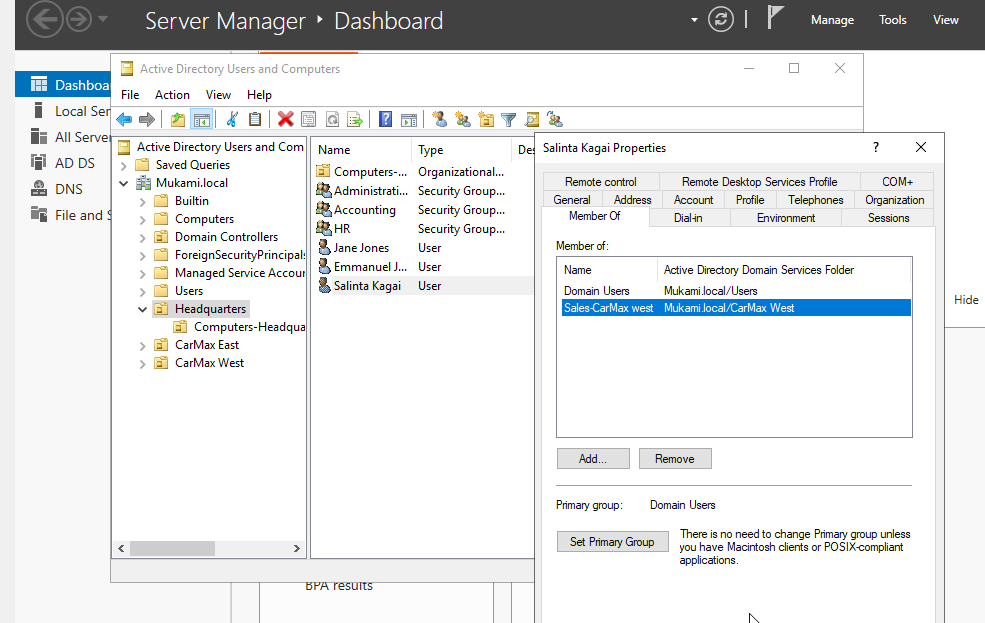 Server Manager ‣ Dashboard
Manage Tools View
Dashboa
Local Ser
All Server
AD DS
DNS
File and S
Active Directory Users and Computers
File Action View Help
Active Directory Users and Com
Saved Queries
Mukami.local
Builtin
Computers
Domain Controllers
ForeignSecurityPrincipals
Managed Service Accoun
Users
Headquarters
Computers-Headqua
CarMax East
CarMax West
Name Type Des
Computers-... Organizational...
Administrati... Security Group...
Accounting Security Group...
HR Security Group...
Jane Jones User
Emmanuel J... User
Salinta Kagai User
Salinta Kagai Properties
?
Remote control Remote Desktop Services Profile COM+
General Address Account Profile Telephones Organization
Member Of Dial-in Environment Sessions
Member of:
Name Active Directory Domain Services Folder
Domain Users Mukami.local/Users
Sales-CarMax west Mukami.local/CarMax West
Add... Remove
Primary group: Domain Users
Set Primary Group
There is no need to change Primary group unless
you have Macintosh clients or POSIX-compliant
applications.
Hide
BPA results